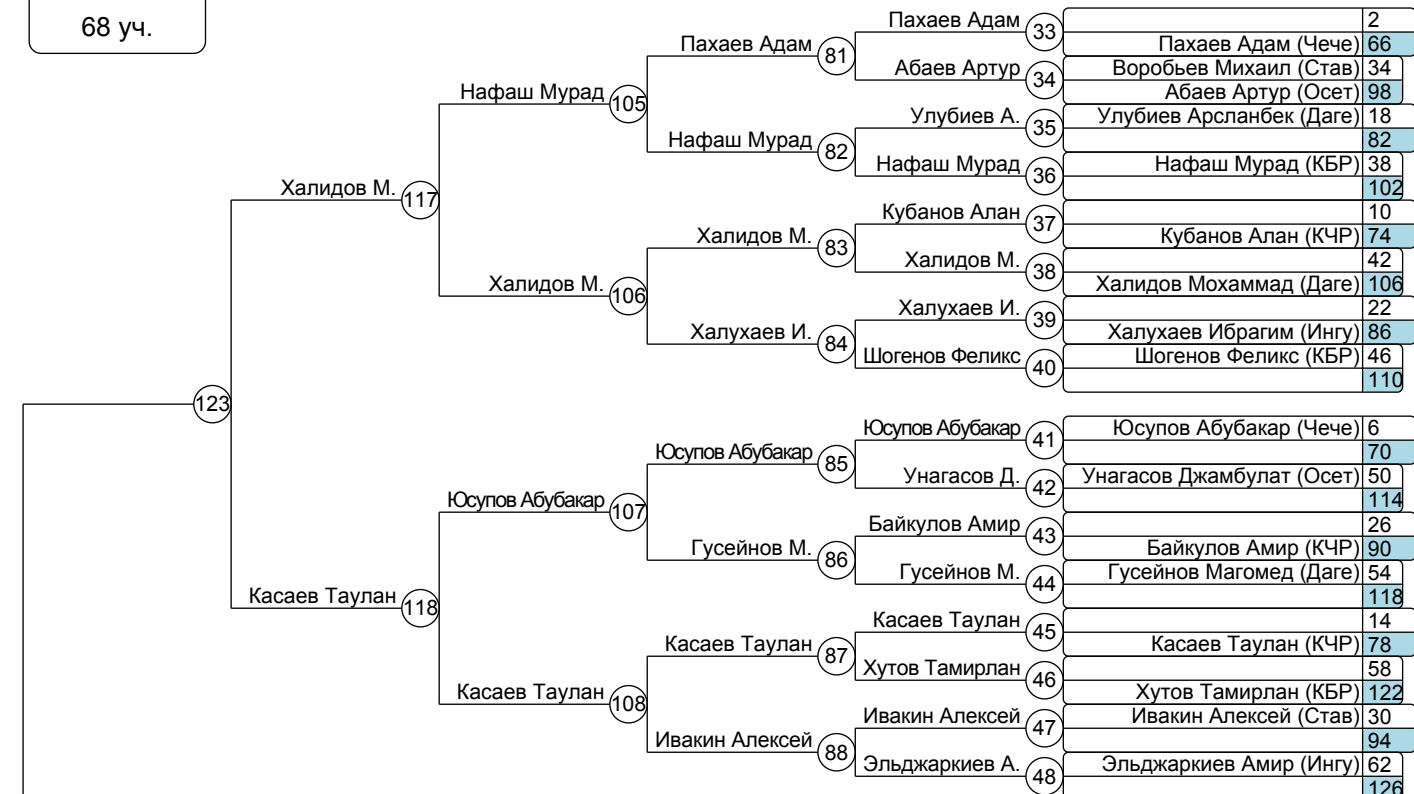 68 уч.
Пахаев Адам 33 2
Пахаев Адам 81 Пахаев Адам (Чече) 66
Абаев Артур 34 Воробьев Михаил (Став) 34
Нафаш Мурад 105 Абаев Артур (Осет) 98
Улубиев А. 35 Улубиев Арсланбек (Даге) 18
Нафаш Мурад 82 82
Нафаш Мурад 36 Нафаш Мурад (КБР) 38
Халидов М. 117 102
Кубанов Алан 37 10
Халидов М. 83 Кубанов Алан (КЧР) 74
Халидов М. 38 42
Халидов М. 106 Халидов Мохаммад (Даге) 106
Халухаев И. 39 22
Халухаев И. 84 Халухаев Ибрагим (Ингу) 86
Шогенов Феликс 40 Шогенов Феликс (КБР) 46
110
123
Юсупов Абубакар 41 Юсупов Абубакар (Чече) 6
Юсупов Абубакар 85 70
Унагасов Д. 42 Унагасов Джамбулат (Осет) 50
Юсупов Абубакар 107 114
Байкулов Амир 43 26
Гусейнов М. 86 Байкулов Амир (КЧР) 90
Гусейнов М. 44 Гусейнов Магомед (Даге) 54
Касаев Таулан 118 118
Касаев Таулан 45 14
Касаев Таулан 87 Касаев Таулан (КЧР) 78
Хутов Тамирлан 46 58
Касаев Таулан 108 Хутов Тамирлан (КБР) 122
Ивакин Алексей 47 Ивакин Алексей (Став) 30
Ивакин Алексей 88 94
Эльджаркиев А. 48 Эльджаркиев Амир (Ингу) 62
126